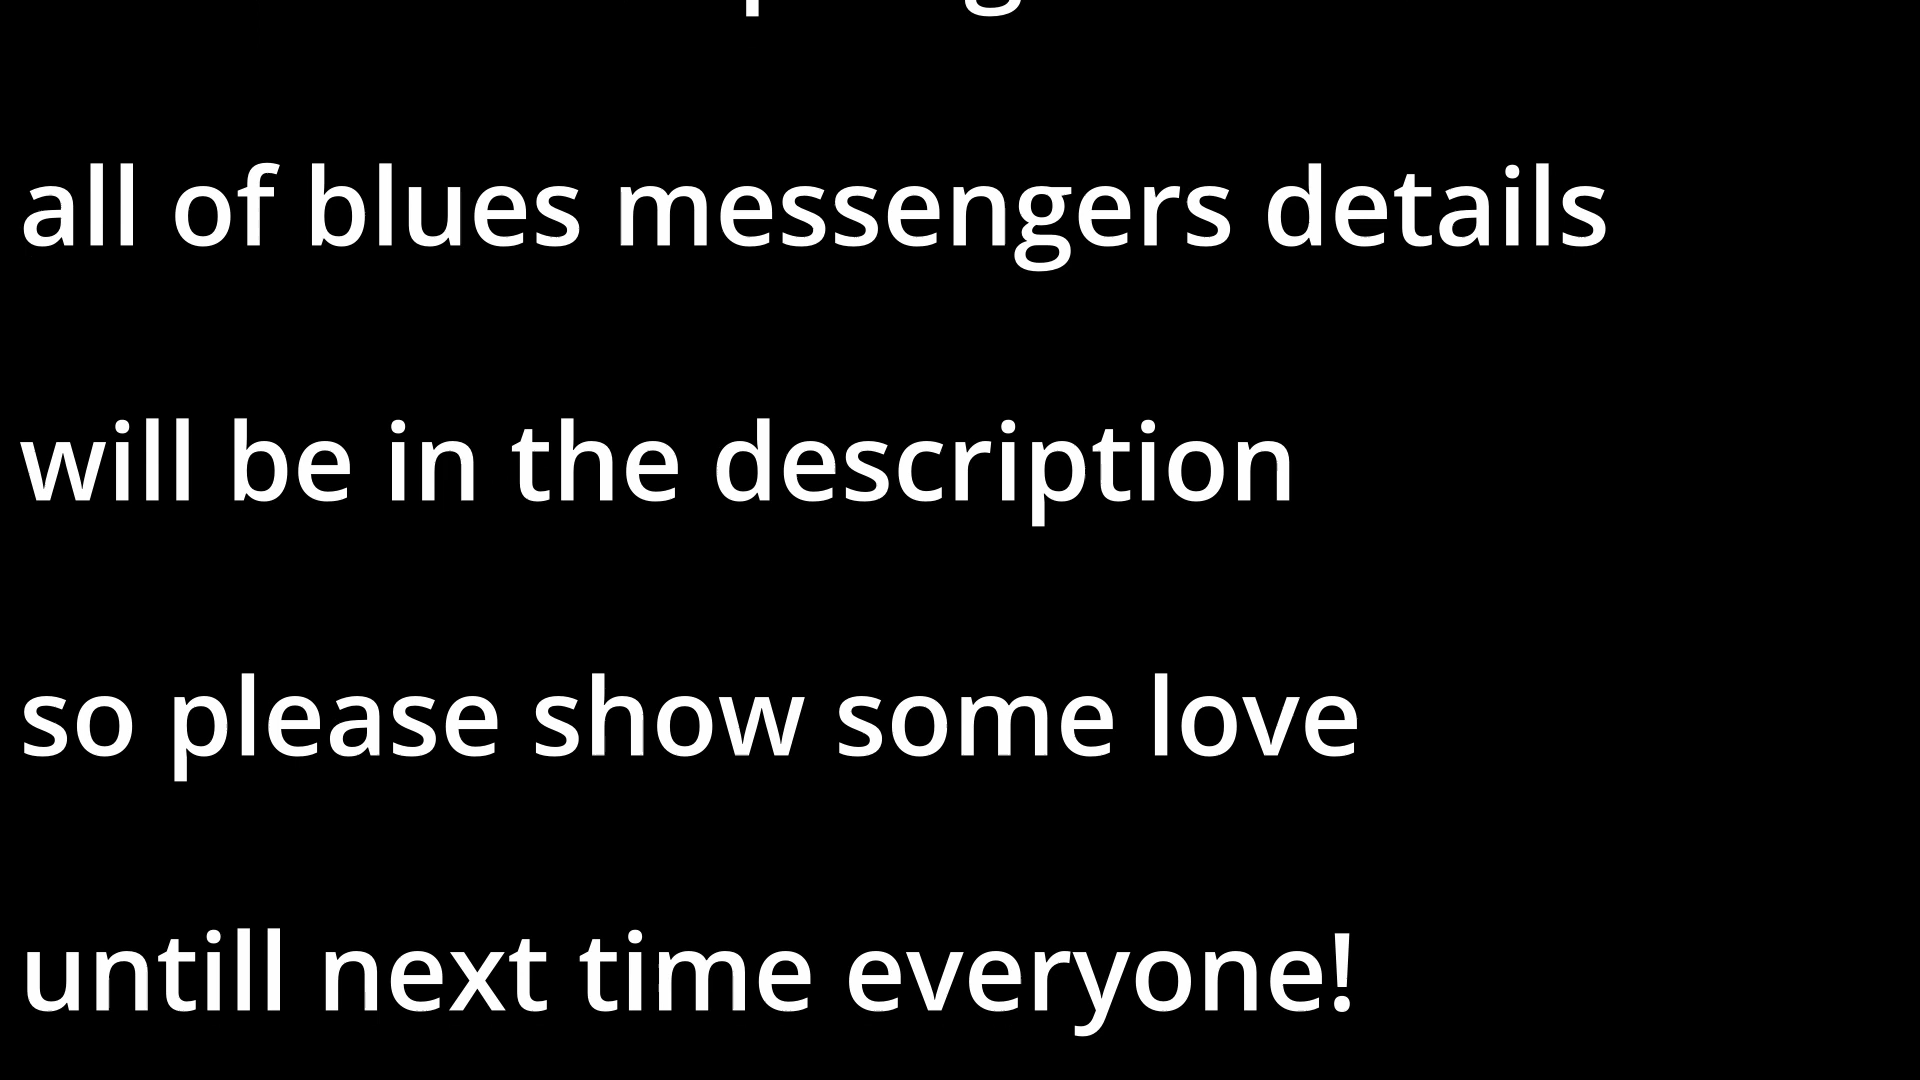 all of blues messengers details
will be in the description
so please show some love
untill next time everyone!